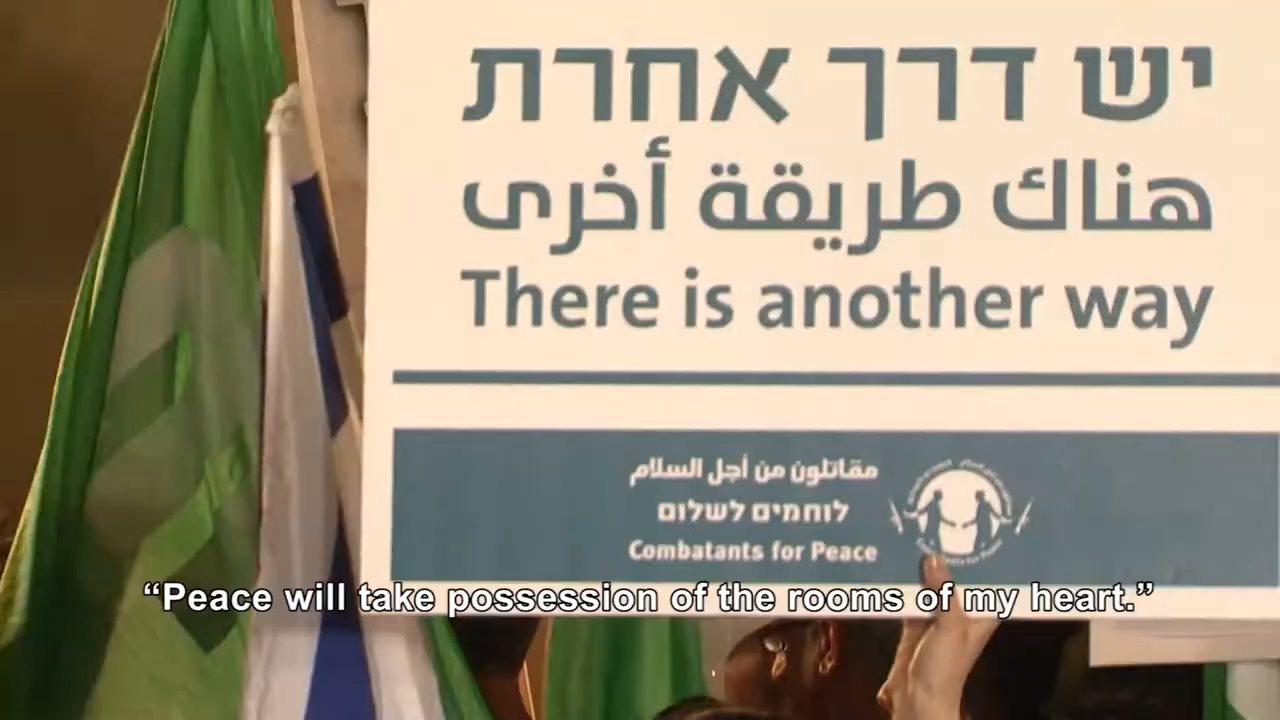 יש דרך אחרת
هناك طريقة أخرى
There is another way
مقاتلون من أجل السلام
לוחמים לשלום
Combatants for Peace
“Peace will take possession of the rooms of my heart.”